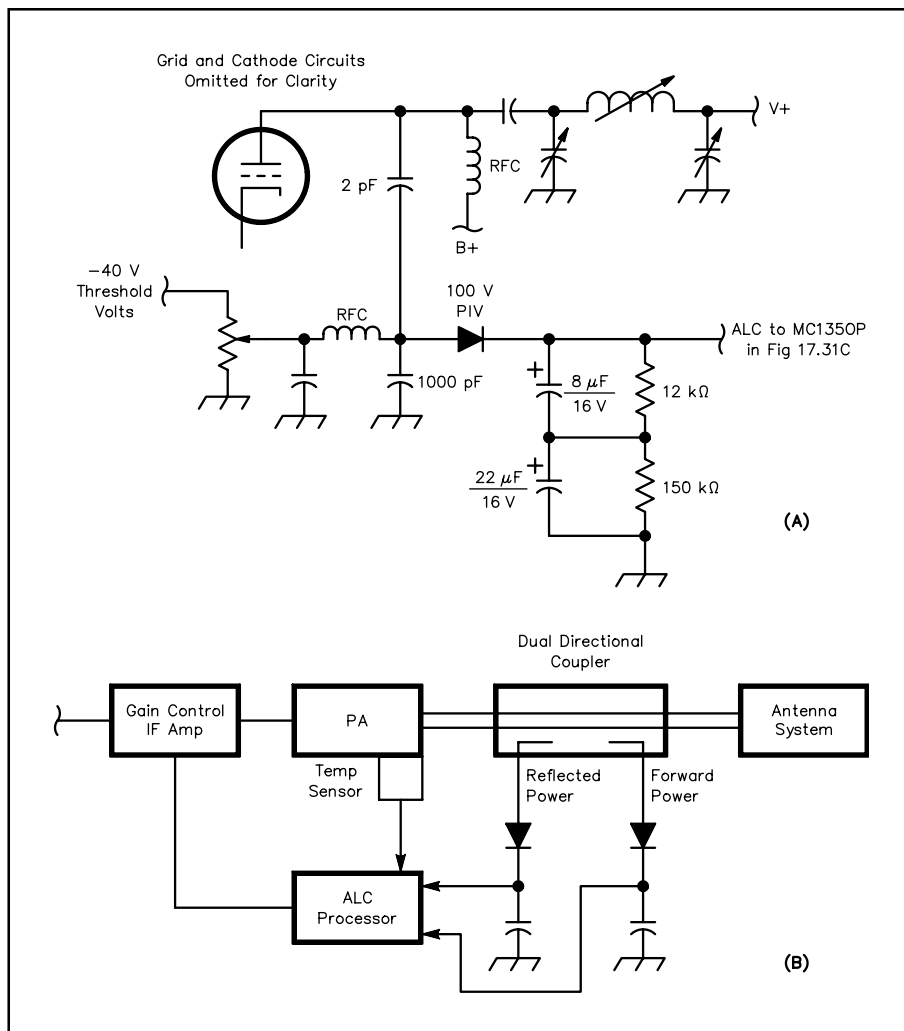 Grid and Cathode Circuits
Omitted for Clarity
V+
RFC
2 pF
B+
−40 V
Threshold
Volts
RFC
100 V
PIV
ALC to MC1350P
in Fig 17.31C
1000 pF
+
8 μF
16 V
12 kΩ
+
22 μF
16 V
150 kΩ
(A)
Dual Directional
Coupler
Gain Control
IF Amp
PA
Antenna
System
Temp
Sensor
Reflected
Power
Forward
Power
ALC
Processor
(B)